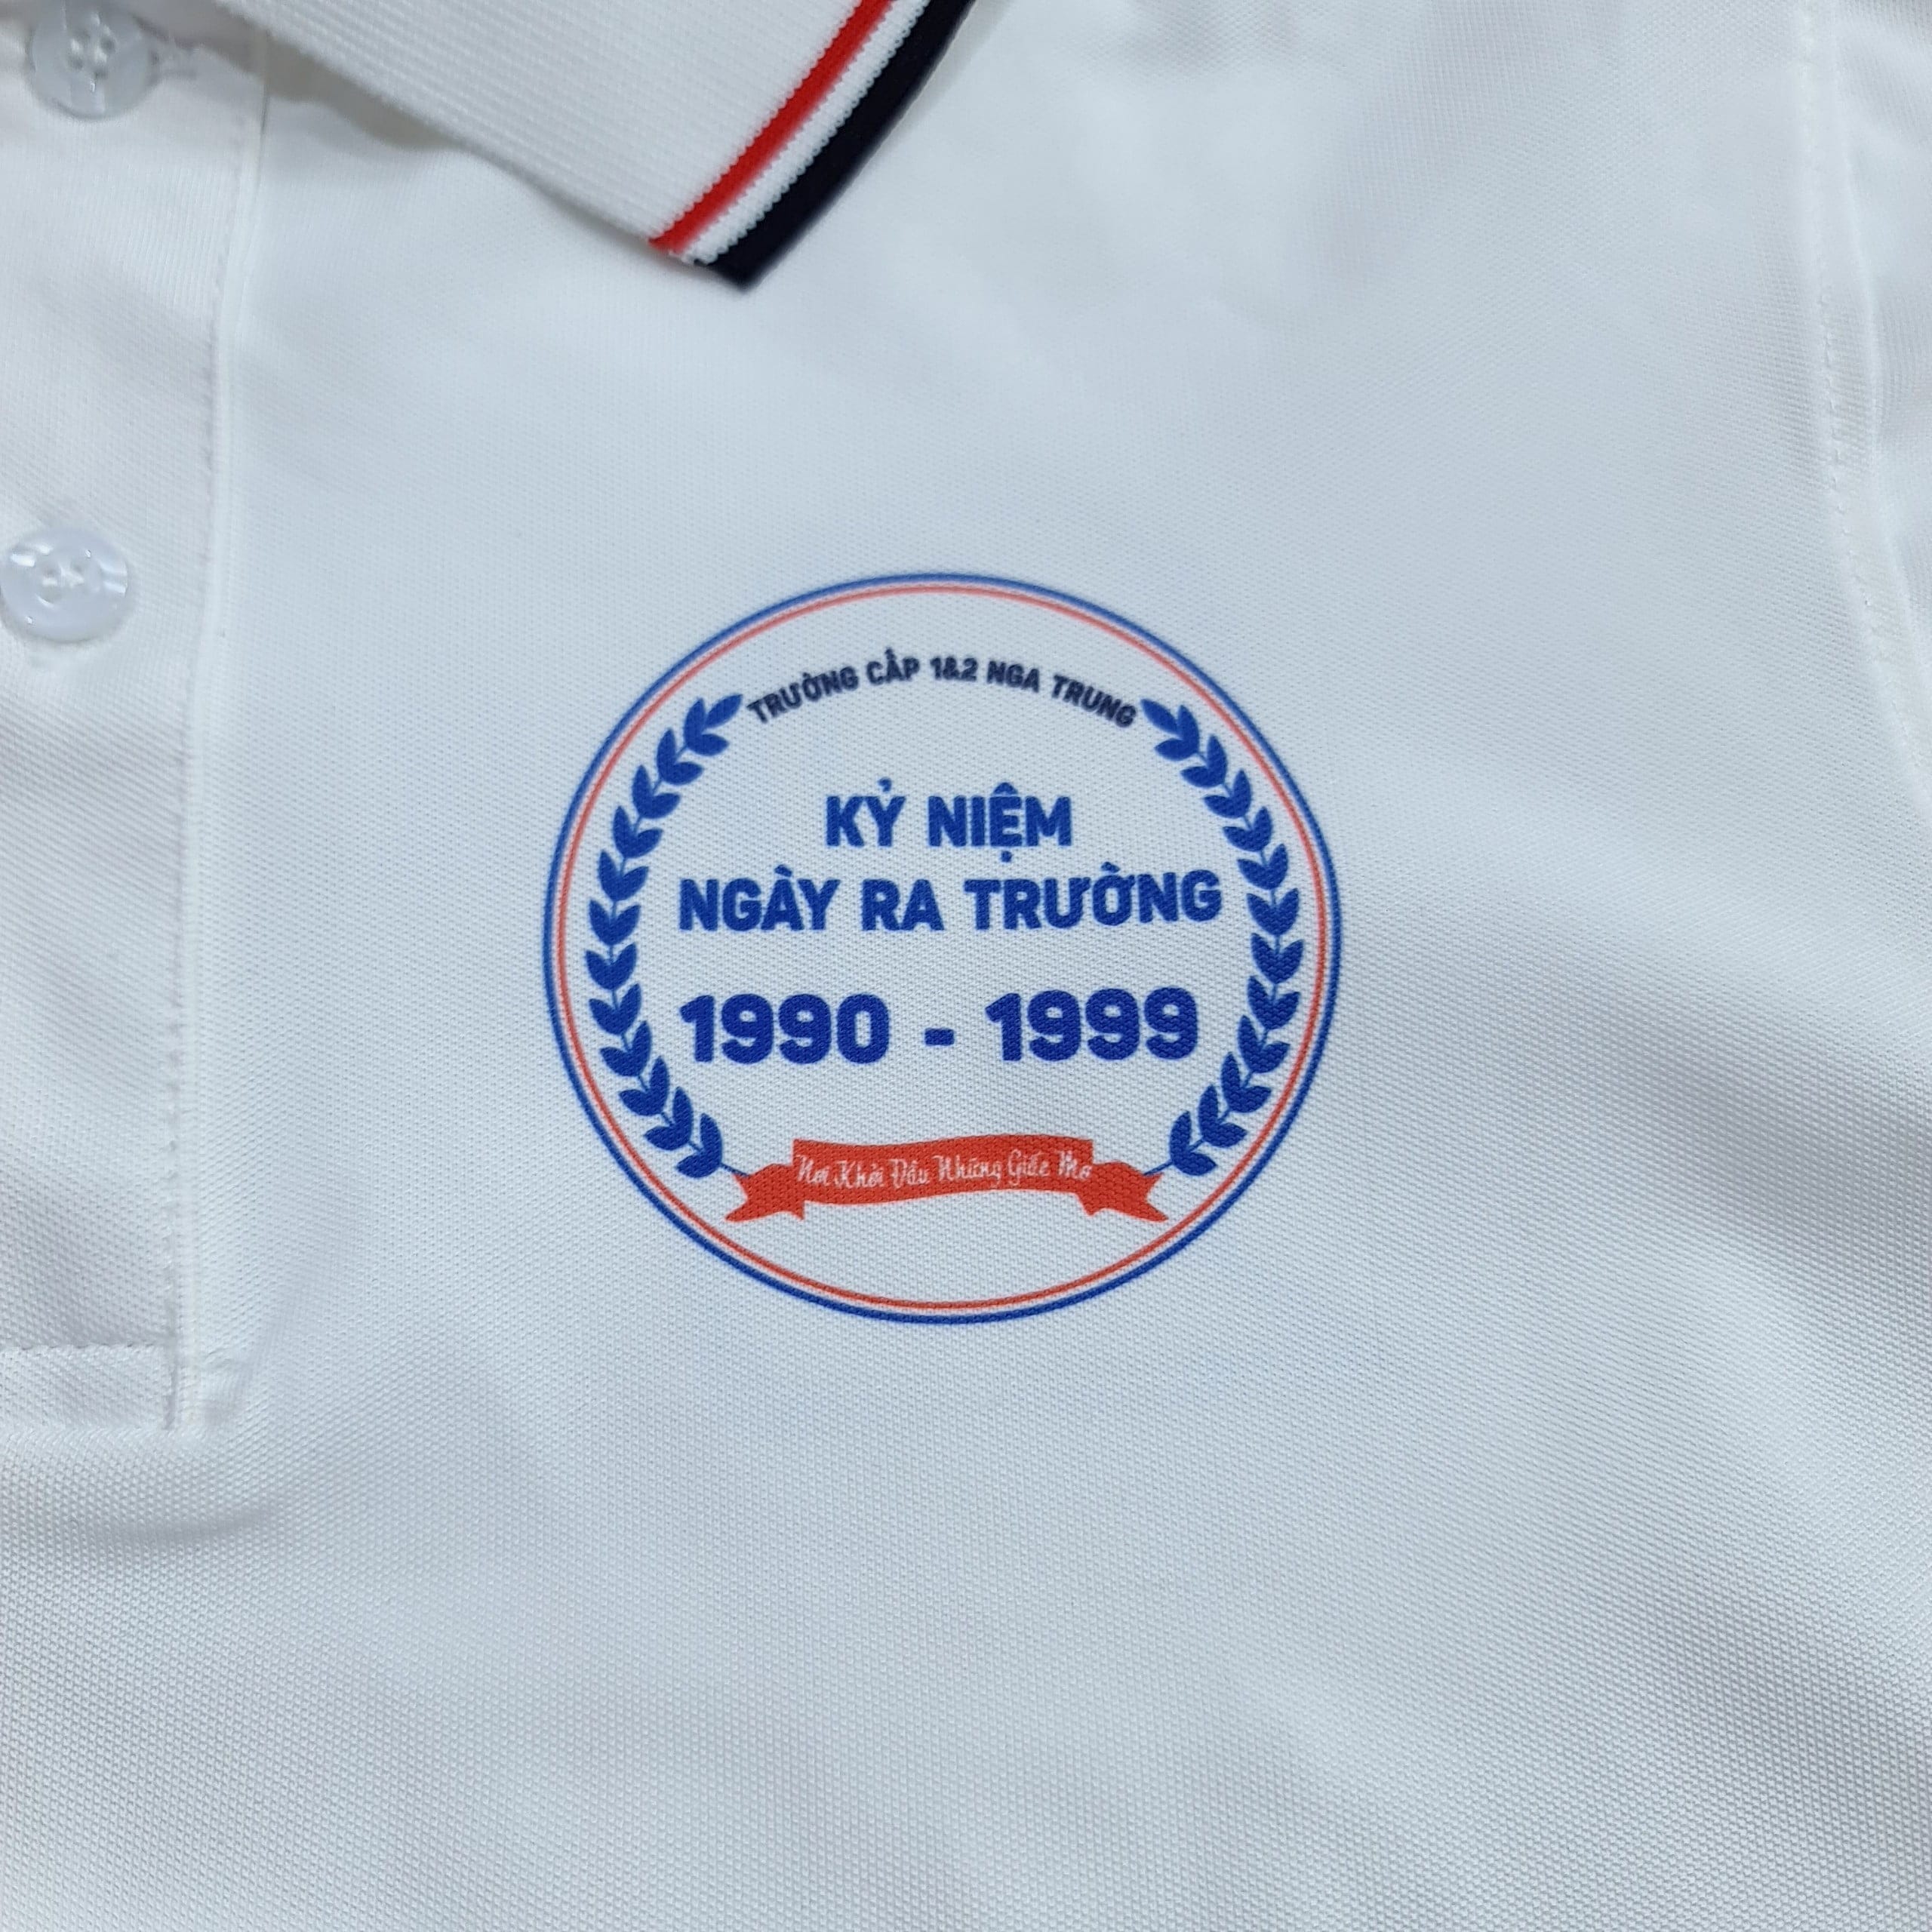 TRƯỜNG CẤP 1&2 NGA TRUNG
KỶ NIỆM
NGÀY RA TRƯỜNG
1990 - 1999
Nơi Khởi Đầu Những Giấc Mơ